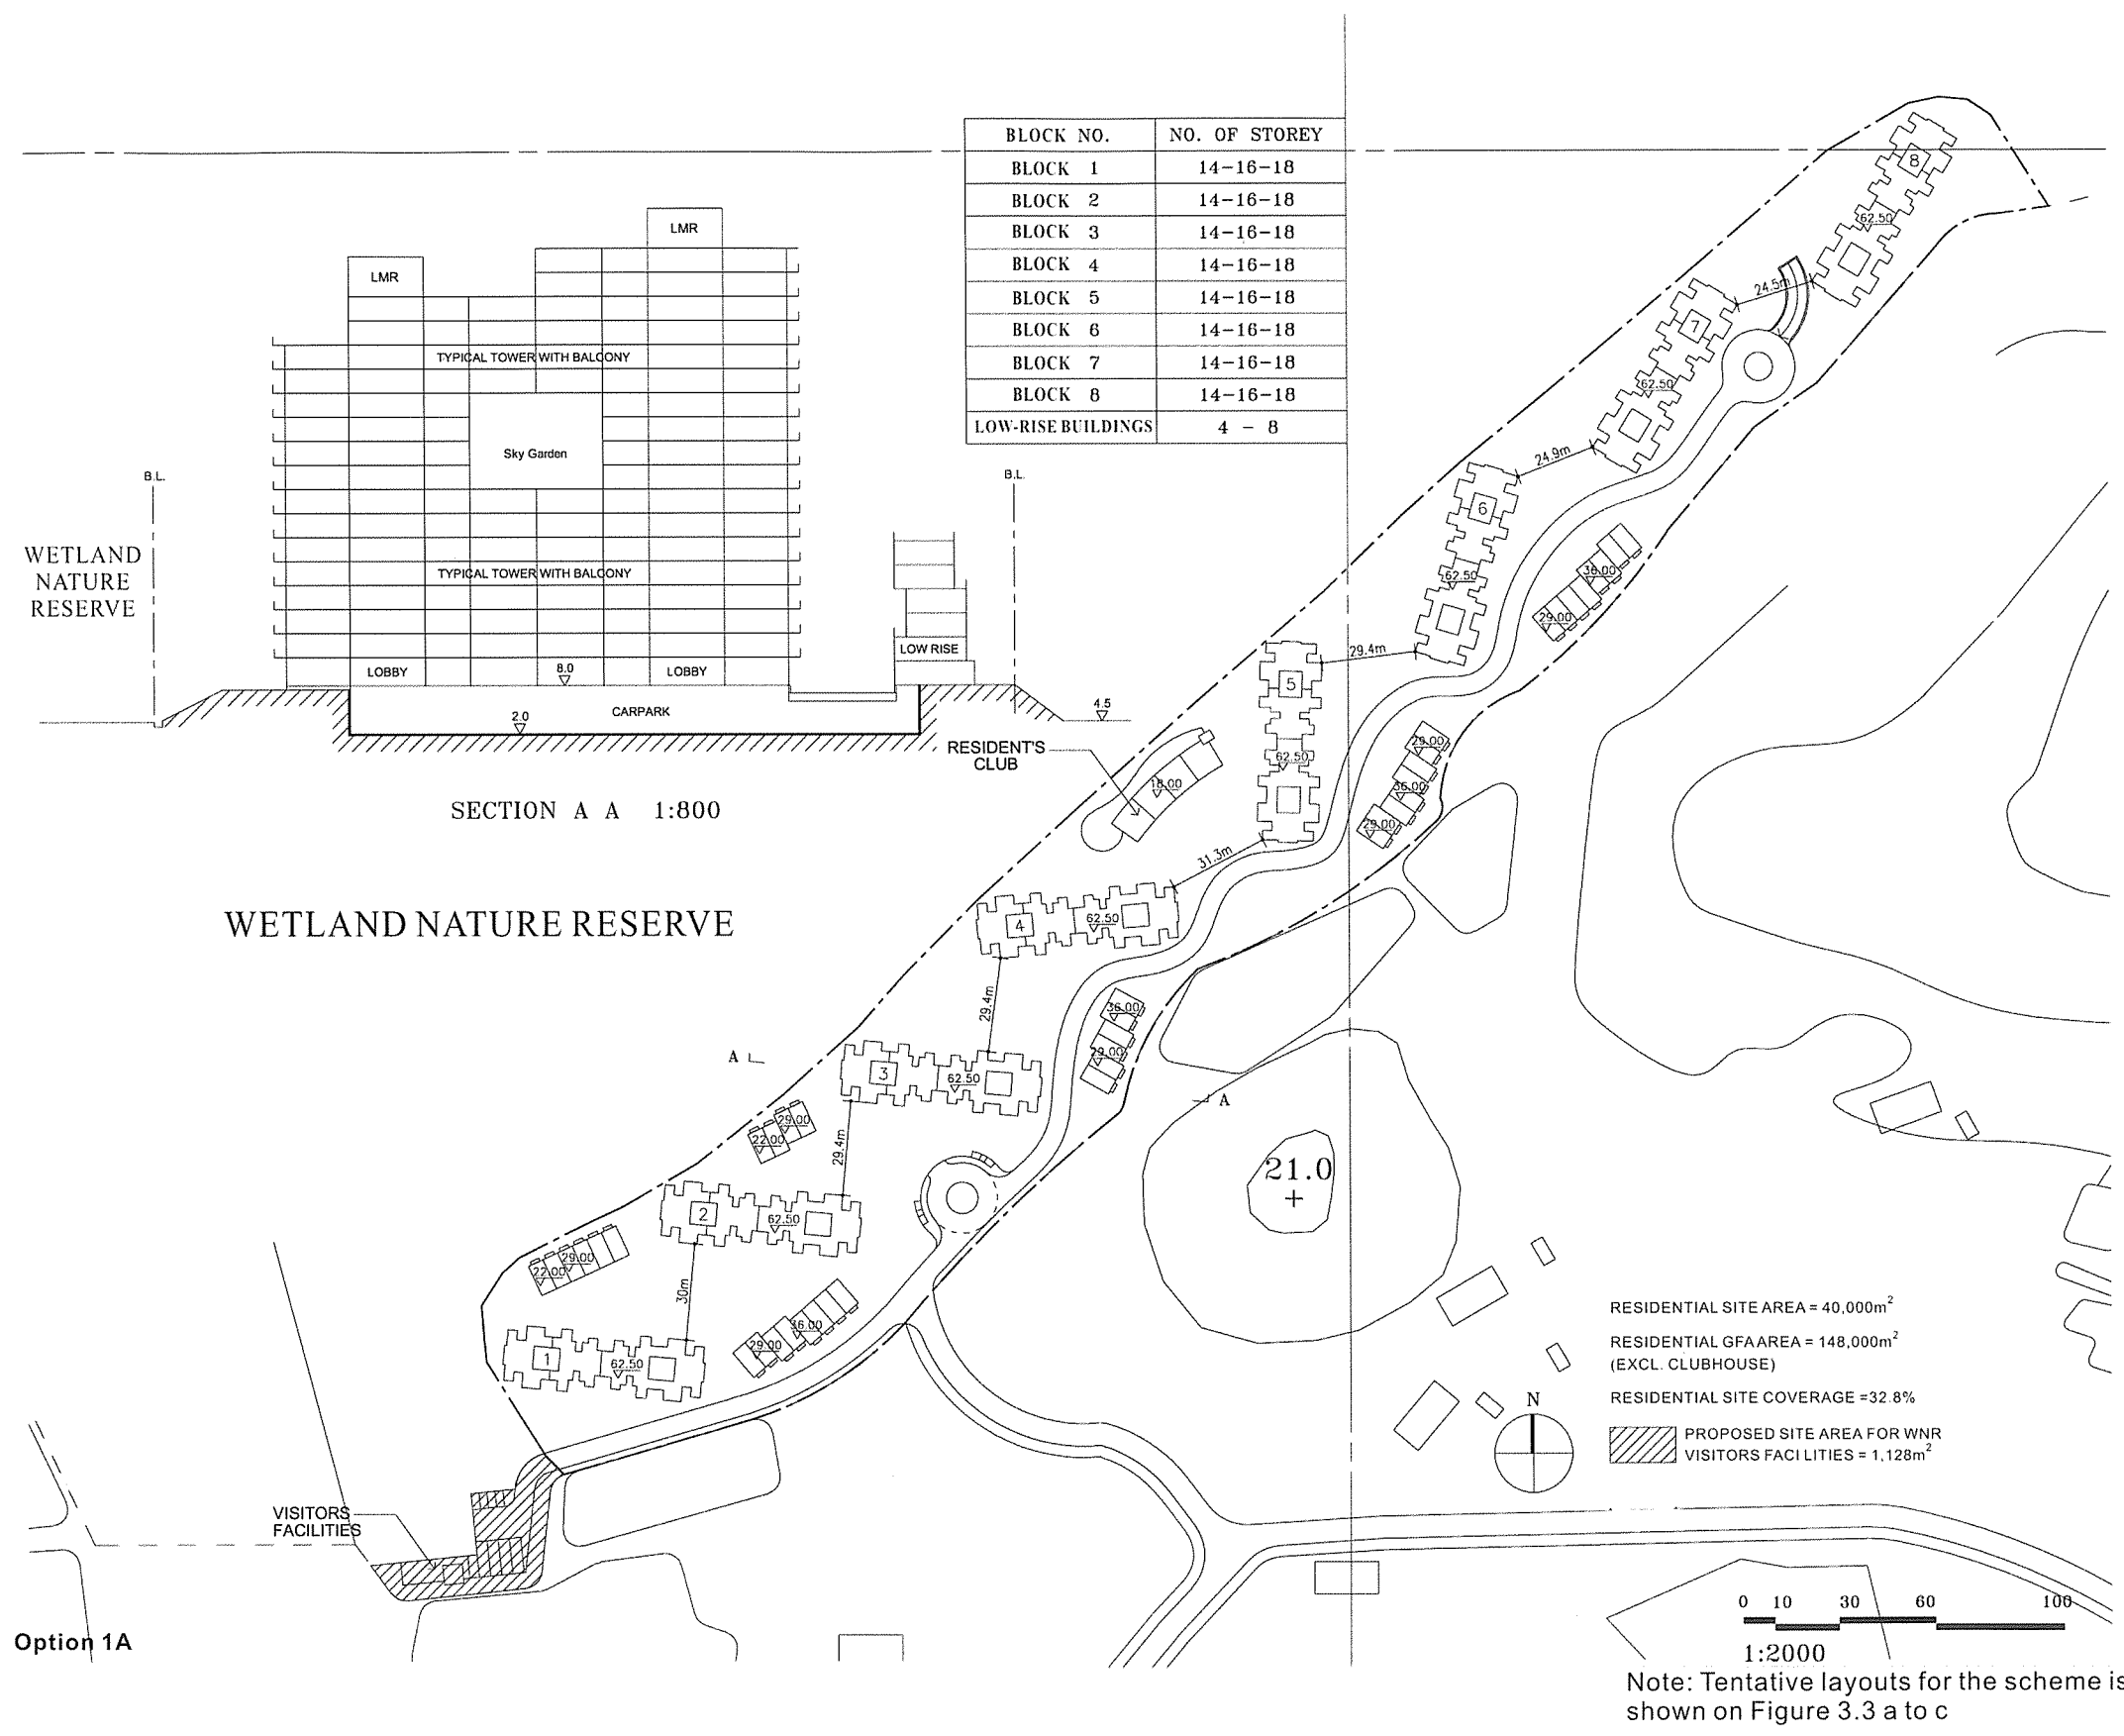 BLOCK NO. NO. OF STOREY
BLOCK 1 14-16-18
BLOCK 2 14-16-18
BLOCK 3 14-16-18
BLOCK 4 14-16-18
BLOCK 5 14-16-18
BLOCK 6 14-16-18
BLOCK 7 14-16-18
BLOCK 8 14-16-18
LOW-RISE BUILDINGS 4 - 8
LMR
LMR
TYPICAL TOWER WITH BALCONY
Sky Garden
B.L.
B.L.
WETLAND
NATURE
RESERVE
TYPICAL TOWER WITH BALCONY
LOW RISE
LOBBY
8.0
LOBBY
CARPARK
2.0
4.5
SECTION A A 1:800
RESIDENT'S
CLUB
WETLAND NATURE RESERVE
8
62.50
24.5m
7
62.50
24.9m
6
62.50
36.00
29.00
29.4m
5
62.50
29.00
36.00
29.00
18.00
31.3m
4
62.50
29.4m
36.00
29.00
A
A
3
62.50
29.00
22.00
29.4m
2
62.50
29.00
22.00
30m
36.00
29.00
1
62.50
21.0
RESIDENTIAL SITE AREA = 40,000m²
RESIDENTIAL GFA AREA = 148,000m²
(EXCL. CLUBHOUSE)
RESIDENTIAL SITE COVERAGE =32.8%
N
PROPOSED SITE AREA FOR WNR
VISITORS FACILITIES = 1,128m²
VISITORS
FACILITIES
0 10 30 60 100
1:2000
Option 1A
Note: Tentative layouts for the scheme is
shown on Figure 3.3 a to c